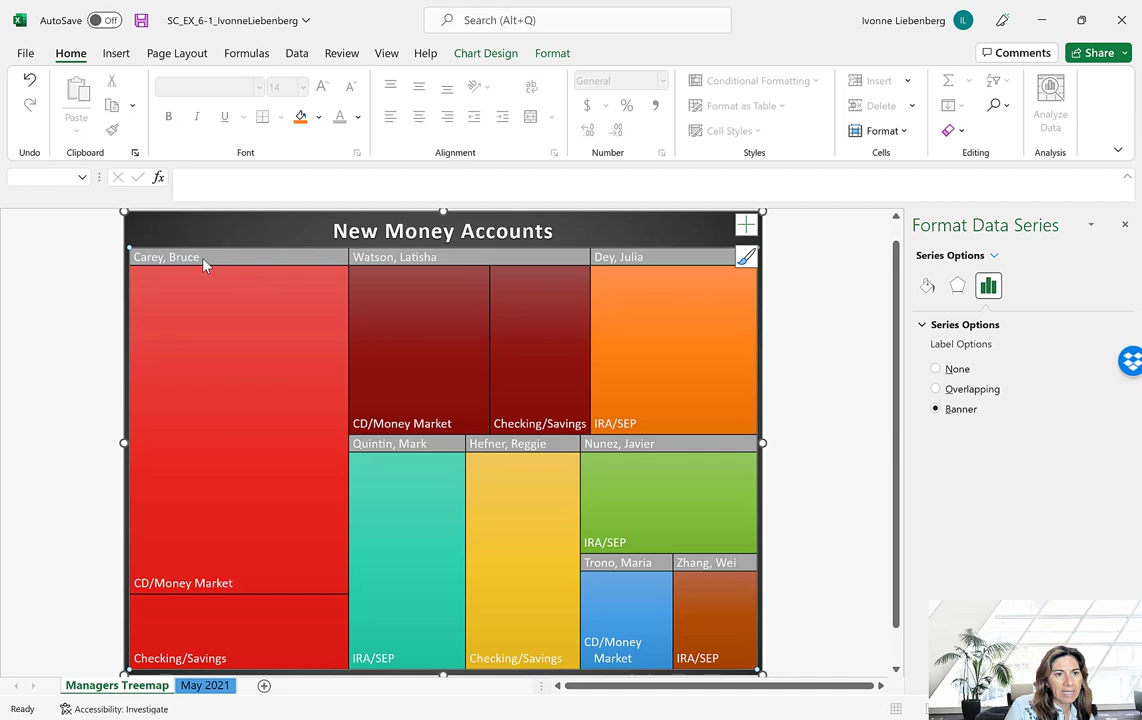 AutoSave Off SC_EX_6-1_IvonneLiebenberg Search (Alt+Q) Ivonne Liebenberg IL
File Home Insert Page Layout Formulas Data Review View Help Chart Design Format Comments Share
Paste
14 A A
B I U A
General
$ % 9
Conditional Formatting
Format as Table
Cell Styles
Insert
Delete
Format
Analyze
Data
Undo Clipboard Font Alignment Number Styles Cells Editing Analysis
fx
New Money Accounts
Carey, Bruce Watson, Latisha Dey, Julia
CD/Money Market Checking/Savings IRA/SEP
Quintin, Mark Hefner, Reggie Nunez, Javier
IRA/SEP
Trono, Maria Zhang, Wei
CD/Money Market
CD/Money
Market
Checking/Savings IRA/SEP Checking/Savings IRA/SEP
Format Data Series
Series Options
Series Options
Label Options
None
Overlapping
Banner
Managers Treemap May 2021
Ready Accessibility: Investigate